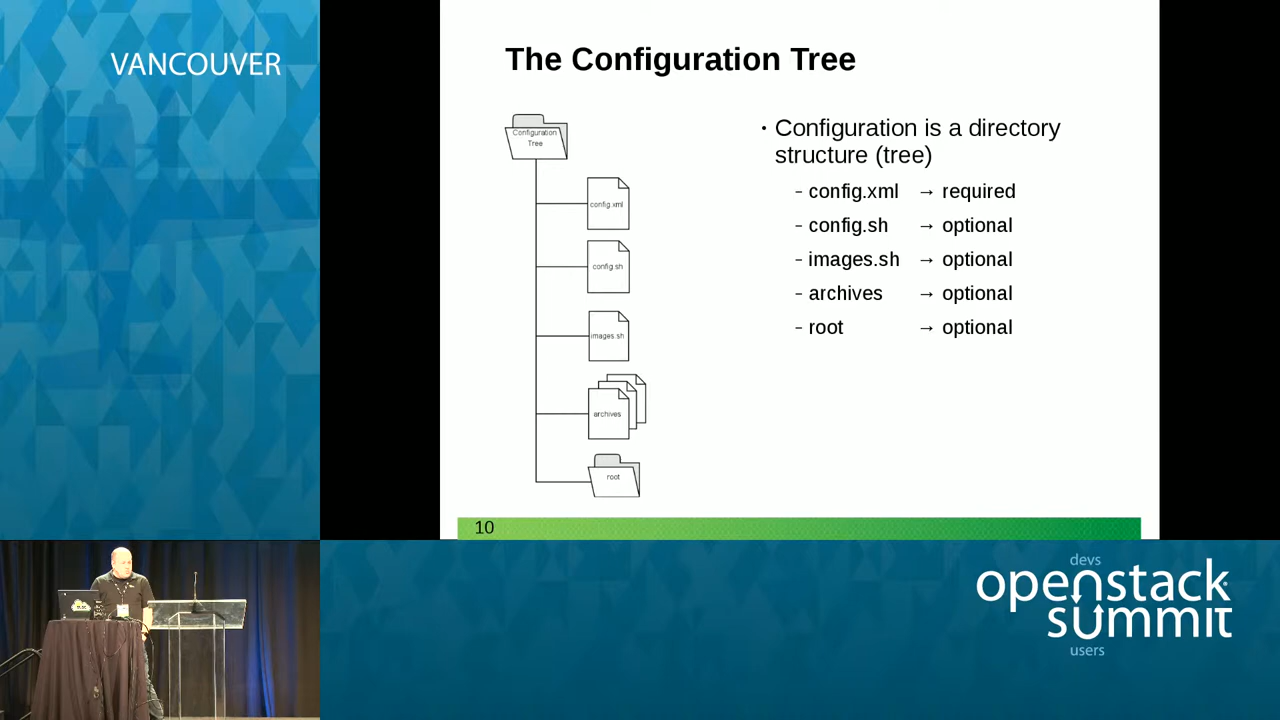 VANCOUVER
The Configuration Tree
Configuration
Tree
config.xml
config.sh
images.sh
archives
root
• Configuration is a directory
structure (tree)
– config.xml → required
– config.sh → optional
– images.sh → optional
– archives → optional
– root → optional
10
devs
openstack
summit
users